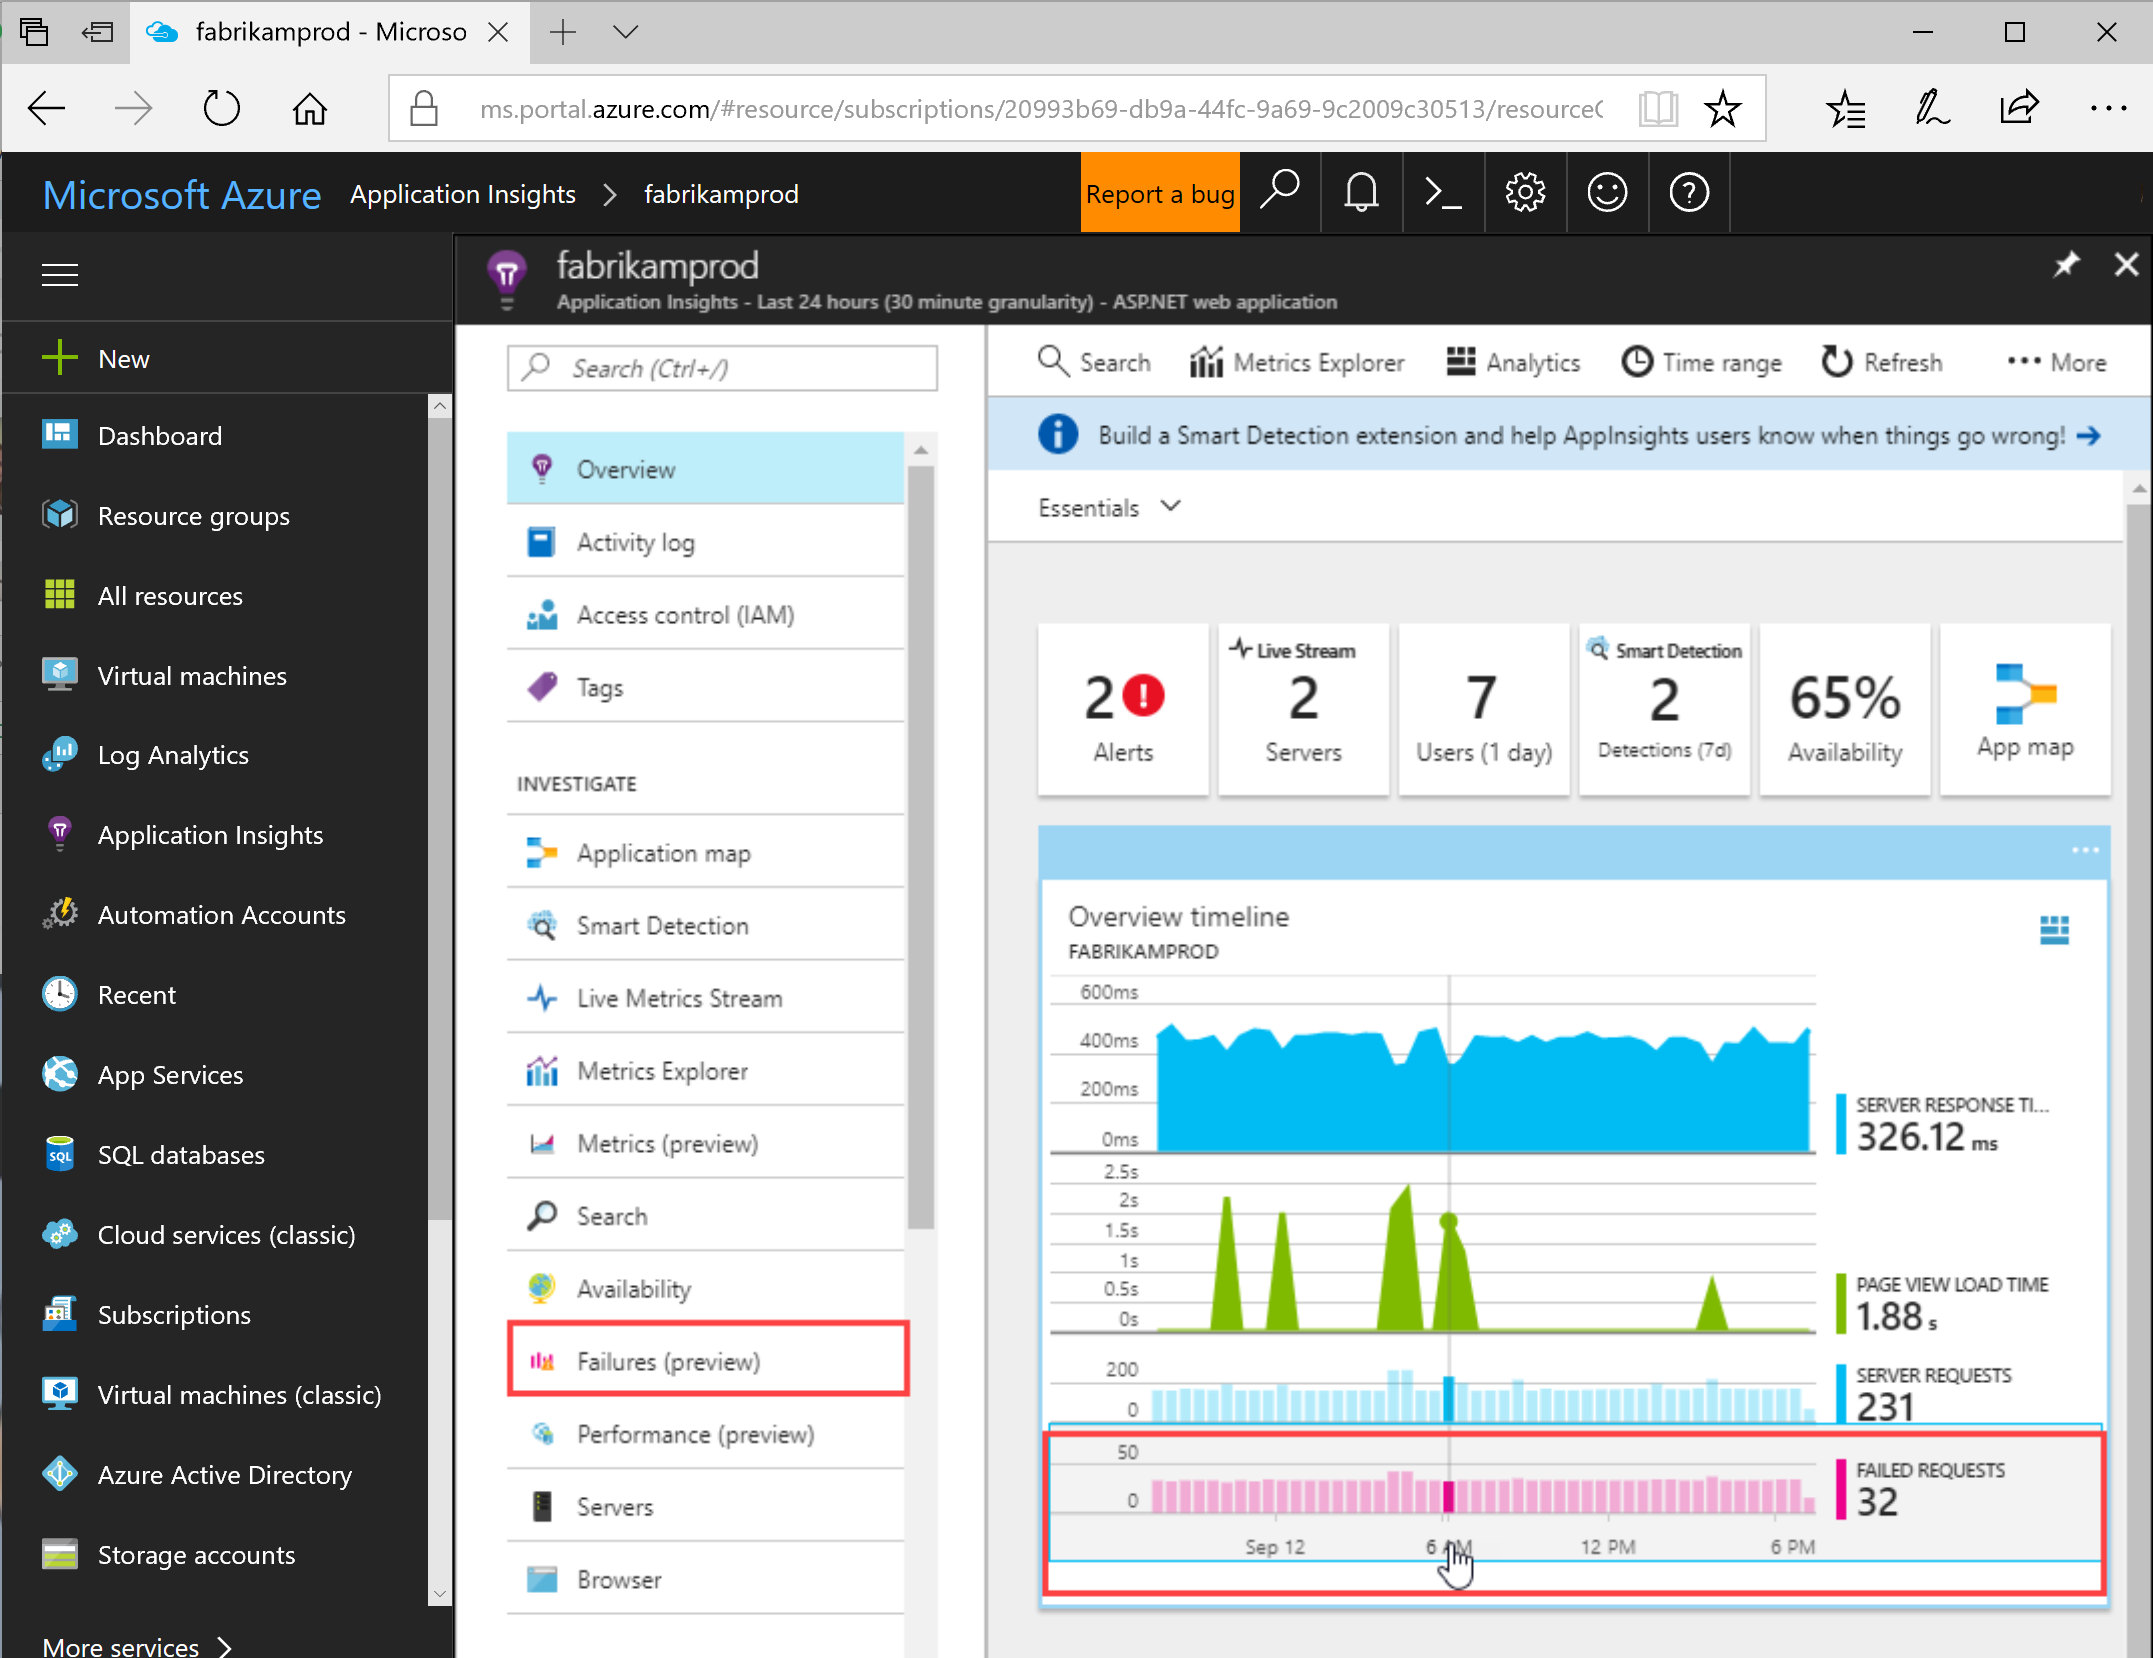 fabrikamprod - Microso
ms.portal.azure.com/#resource/subscriptions/20993b69-db9a-44fc-9a69-9c2009c30513/resource
Microsoft Azure
Application Insights
fabrikamprod
Report a bug
fabrikamprod
Application Insights - Last 24 hours (30 minute granularity) - ASP.NET web application
New
Dashboard
Resource groups
All resources
Virtual machines
Log Analytics
Application Insights
Automation Accounts
Recent
App Services
SQL
SQL databases
Cloud services (classic)
Subscriptions
Virtual machines (classic)
Azure Active Directory
Storage accounts
More services
Search (Ctrl+/)
Overview
Activity log
Access control (IAM)
Tags
INVESTIGATE
Application map
Smart Detection
Live Metrics Stream
Metrics Explorer
Metrics (preview)
Search
Availability
Failures (preview)
Performance (preview)
Servers
Browser
Search
Metrics Explorer
Analytics
Time range
Refresh
More
Build a Smart Detection extension and help AppInsights users know when things go wrong!
Essentials
2
Alerts
Live Stream
2
Servers
7
Users (1 day)
Smart Detection
2
Detections (7d)
65%
Availability
App map
Overview timeline
FABRIKAMPROD
600ms
400ms
200ms
0ms
SERVER RESPONSE TI...
326.12 ms
2.5s
2s
1.5s
1s
0.5s
0s
PAGE VIEW LOAD TIME
1.88 s
200
0
SERVER REQUESTS
231
50
0
FAILED REQUESTS
32
Sep 12
6 AM
12 PM
6 PM